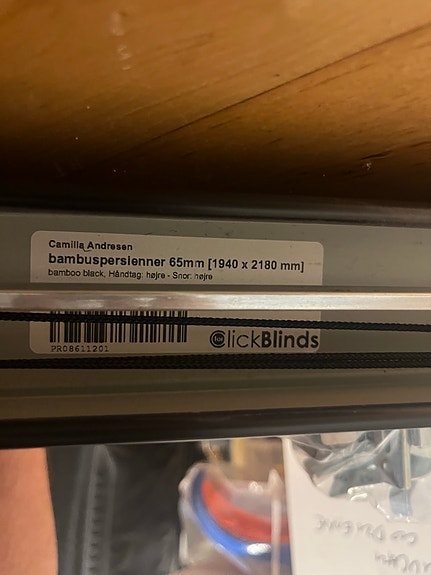 Camilla Andresen
bambuspersienner 65mm [1940 x 2180 mm]
bamboo black, Håndtag: højre - Snor: højre
PR08611201
ClickBlinds